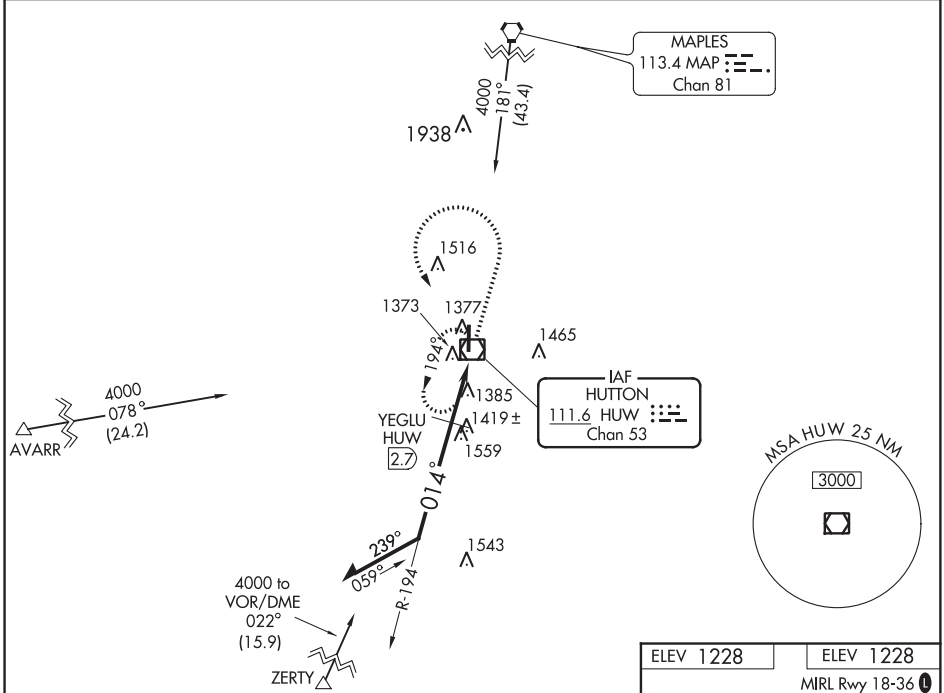 MAPLES
113.4 MAP
Chan 81
4000
181°
(43.4)
1938
1516
1373
1377
1465
194°
IAF
HUTTON
111.6 HUW
Chan 53
4000
078°
(24.2)
AVARR
1385
YEGLU
HUW
2.7
1419 ±
1559
014°
MSA HUW 25 NM
3000
239°
059°
1543
R-194
4000 to
VOR/DME
022°
(15.9)
ZERTY
ELEV 1228
ELEV 1228
MIRL Rwy 18-36 L